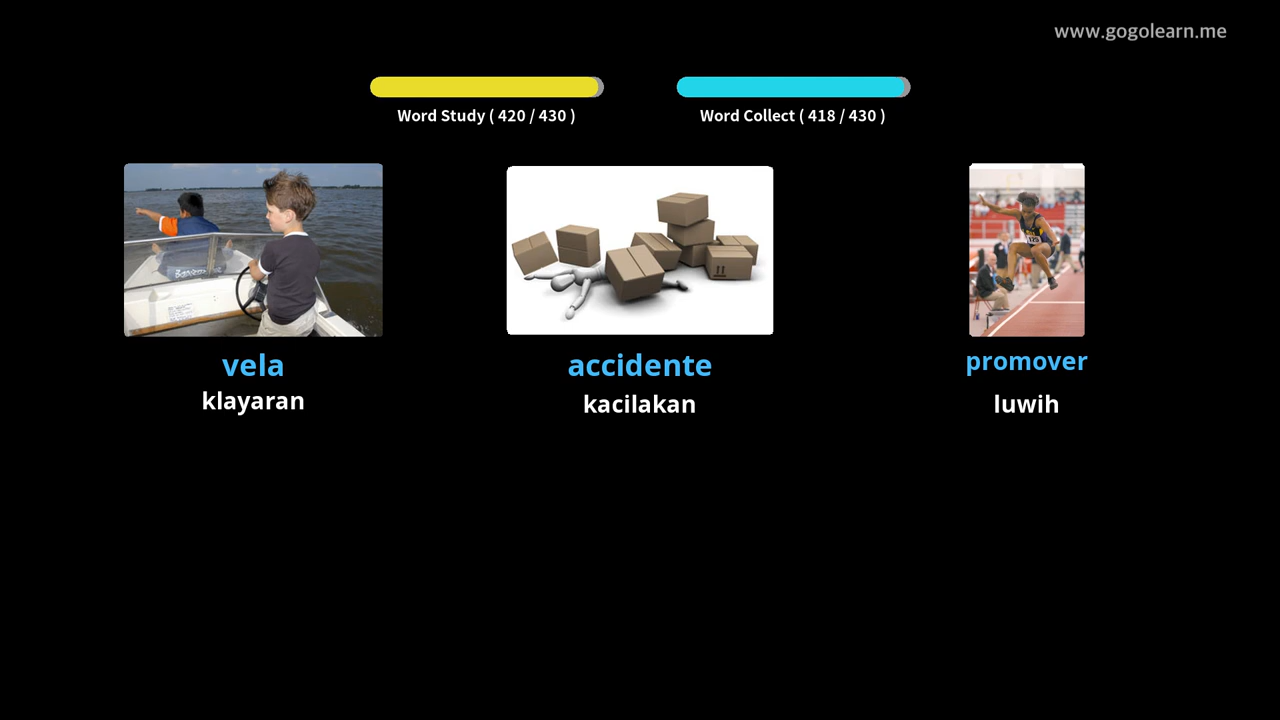 www.gogolearn.me
Word Study ( 420 / 430 )
Word Collect ( 418 / 430 )
vela
klayaran
accidente
kacilakan
promover
luwih